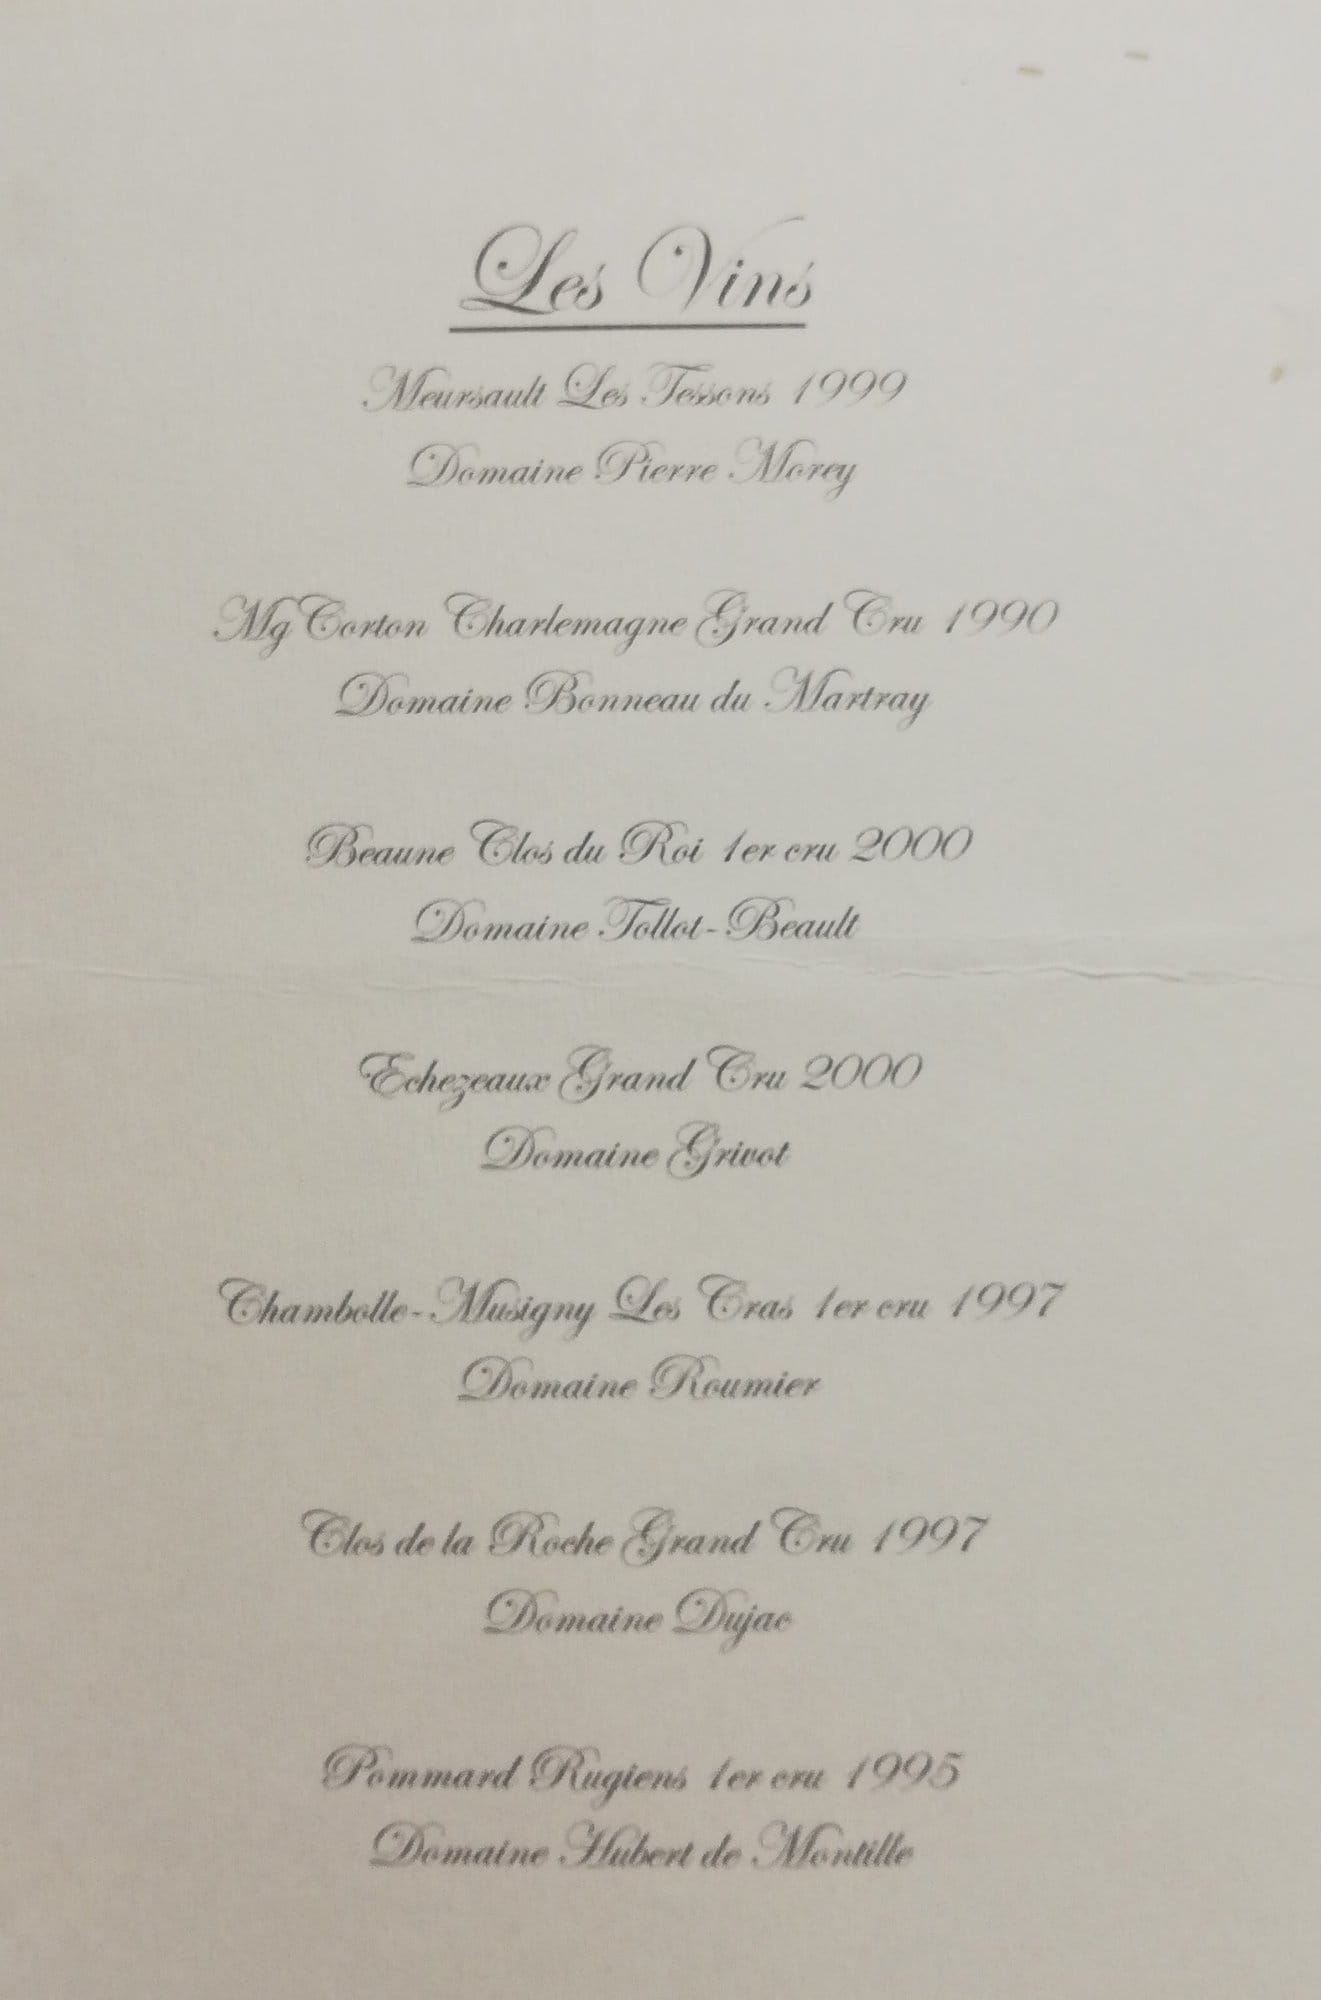 Les Vins
Meursault Les Tessons 1999
Domaine Pierre Morey
Mg Corton Charlemagne Grand Cru 1990
Domaine Bonneau du Martray
Beaune Clos du Roi 1er cru 2000
Domaine Tollot-Beault
Echezeaux Grand Cru 2000
Domaine Grivot
Chambolle-Musigny Les Cras 1er cru 1997
Domaine Roumier
Clos de la Roche Grand Cru 1997
Domaine Dujac
Pommard Rugiens 1er cru 1995
Domaine Hubert de Montille